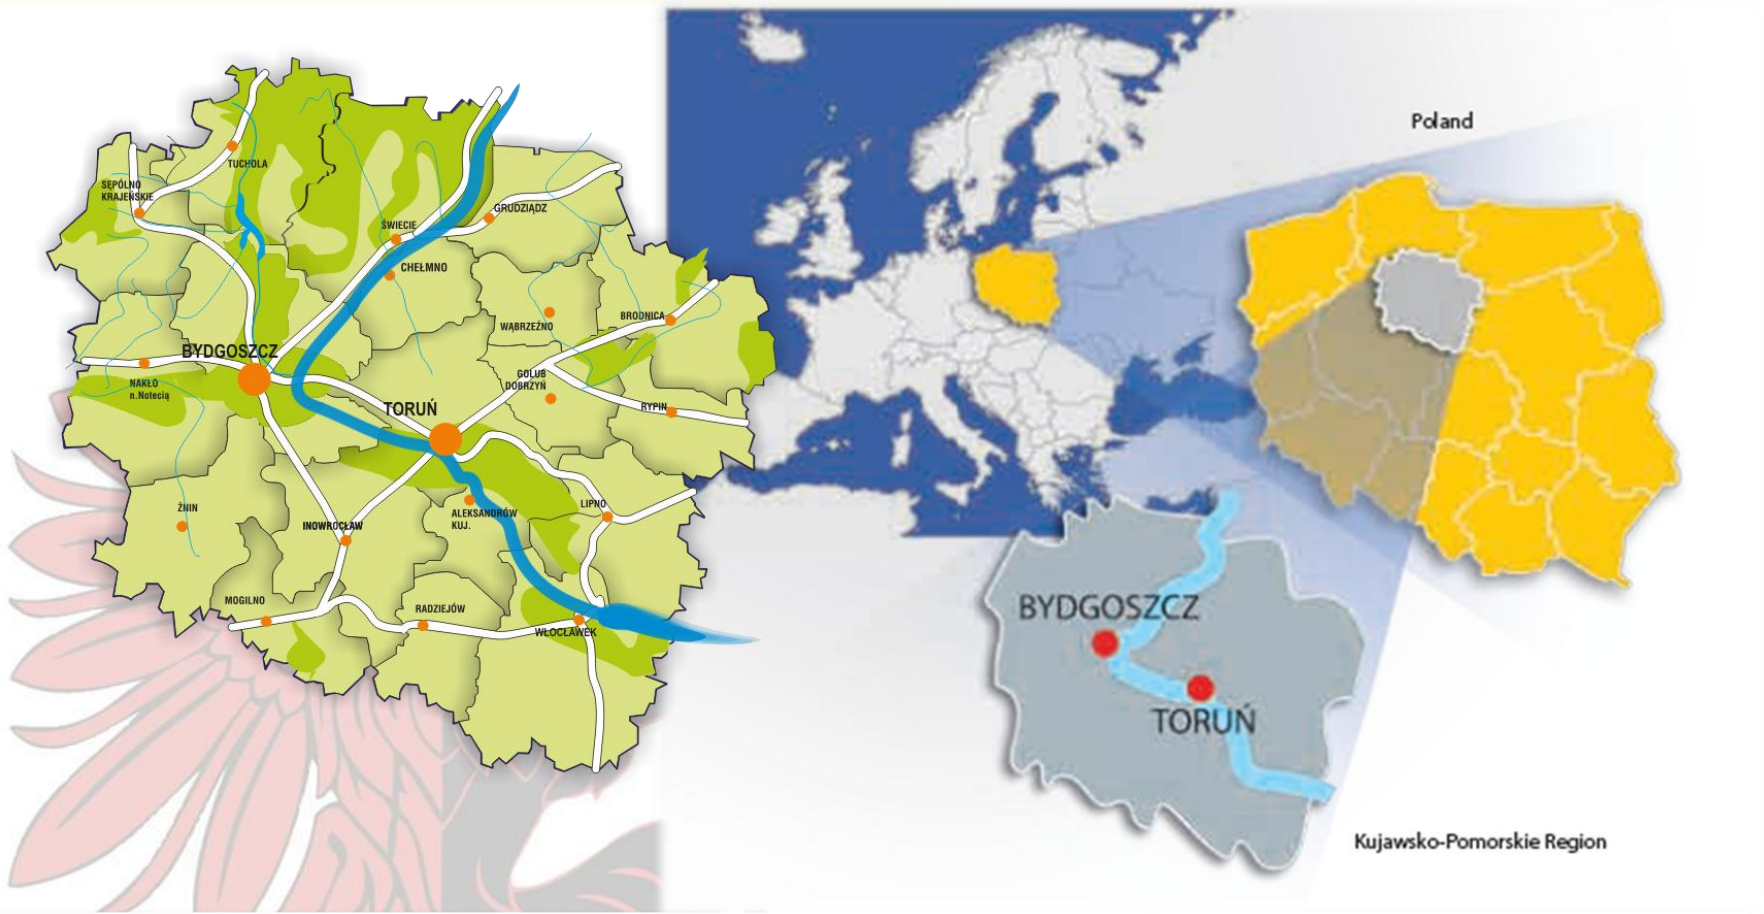 TUCHOLA
SĘPÓLNO
KRAJEŃSKIE
GRUDZIĄDZ
ŚWIECIE
CHEŁMNO
BRODNICA
WĄBRZEŹNO
BYDGOSZCZ
NAKŁO
n.Notecią
GOLUB
DOBRZYŃ
TORUŃ
RYPIN
ŻNIN
INOWROCŁAW
ALEKSANDRÓW
KUJ.
LIPNO
MOGILNO
RADZIEJÓW
WŁOCŁAWEK
Poland
BYDGOSZCZ
TORUŃ
Kujawsko-Pomorskie Region